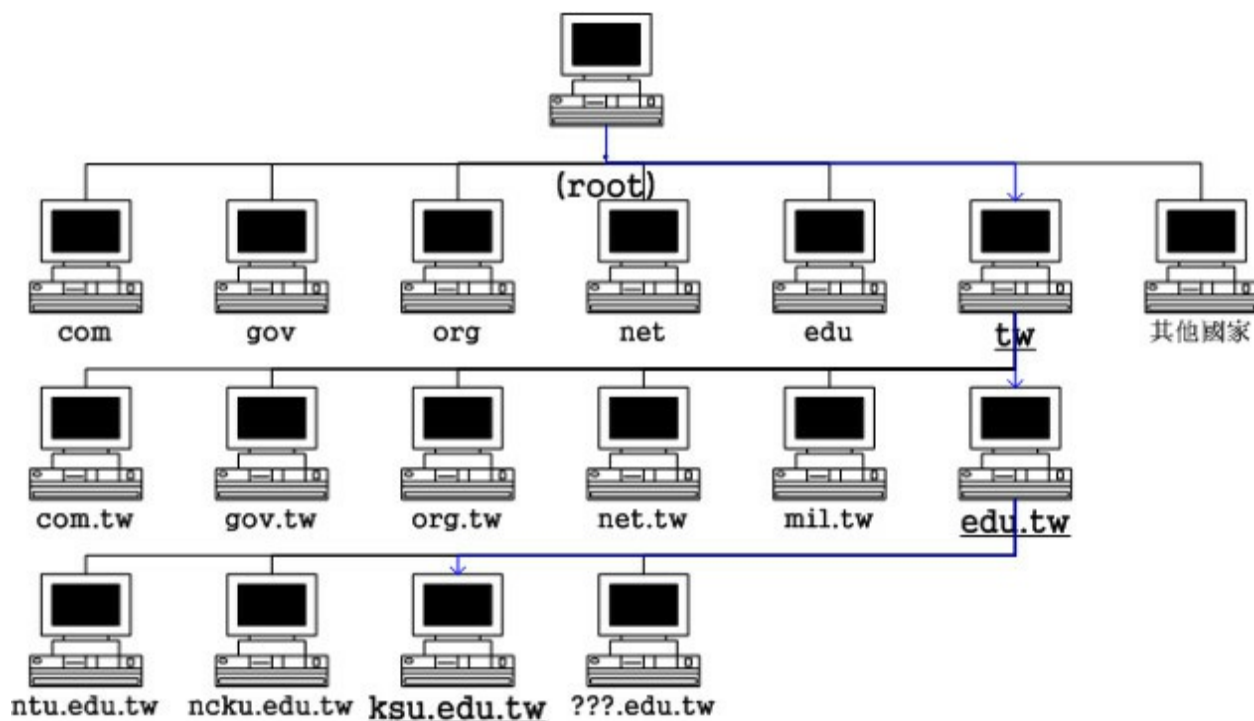 (root)
com gov org net edu tw 其他國家
com.tw gov.tw org.tw net.tw mil.tw edu.tw
ntu.edu.tw ncku.edu.tw ksu.edu.tw ???.edu.tw